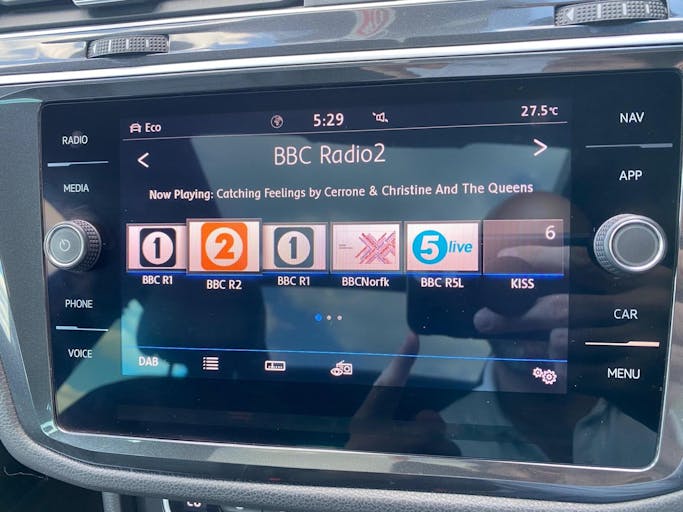 RADIO
MEDIA
PHONE
VOICE
Eco
5:29
27.5°C
< BBC Radio2 >
Now Playing: Catching Feelings by Cerrone & Christine And The Queens
1
2
1
5 live
6
BBC R1
BBC R2
BBC R1
BBCNorfk
BBC R5L
KISS
DAB
NAV
APP
CAR
MENU